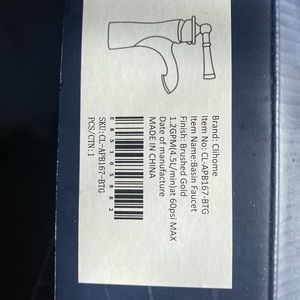 Brand: Clihome
Item No: CL-APB167-BTG
Item Name:Basin Faucet
Finish: Brushed Gold
1.2GPM(4.5L/min)at 60psi MAX
Date of manufacture
MADE IN CHINA
SKU:CL-APB167-BTG
PCS/CTN:1